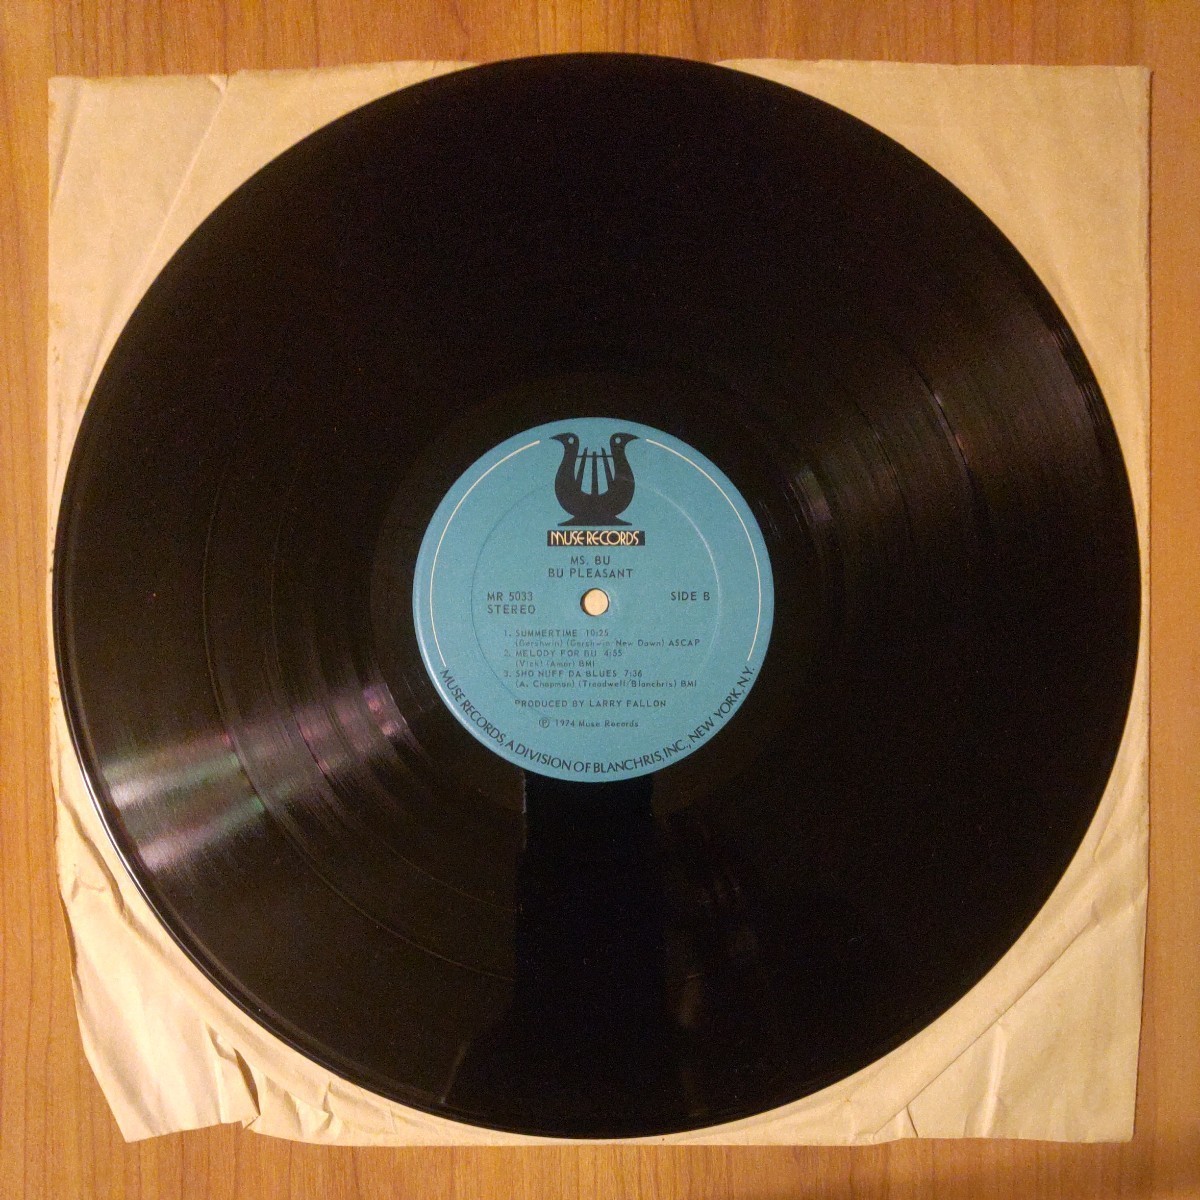 MUSE RECORDS
MS. BU
BU PLEASANT
MR 5033
STEREO
SIDE B
1. SUMMERTIME 10:25
(Gershwin) (Gershwin New Dawn) ASCAP
2. MELODY FOR BU 4:55
(Vick) (Amor) BMI
3. SHO NUFF DA BLUES 7:36
(A. Chapman) (Treadwell/Blanchris) BMI
PRODUCED BY LARRY FALLON
Ⓟ 1974 Muse Records
MUSE RECORDS, A DIVISION OF BLANCHRIS, INC., NEW YORK, N.Y.